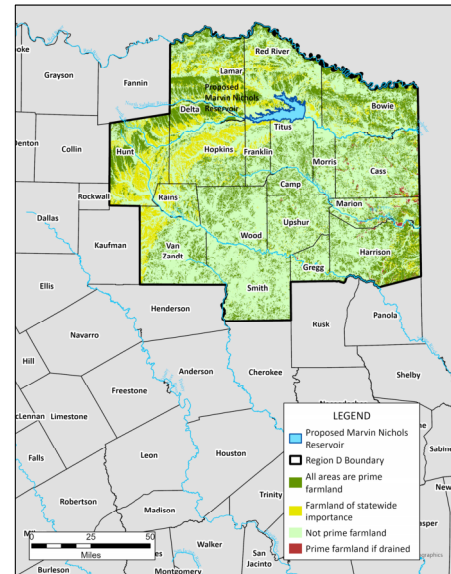 Grayson
Fannin
Lamar
Red River
Proposed
Marvin Nichols
Reservoir
Delta
Bowie
Titus
Denton
Collin
Hunt
Hopkins
Franklin
Morris
Cass
Rockwall
Rains
Camp
Marion
Dallas
Kaufman
Van
Zandt
Wood
Upshur
Harrison
Gregg
Ellis
Henderson
Smith
Rusk
Panola
Navarro
Hill
Anderson
Cherokee
Shelby
Freestone
Limestone
Falls
Leon
Houston
Robertson
Madison
Trinity
Walker
San
Jacinto
Burleson
Montgomery
LEGEND
Proposed Marvin Nichols
Reservoir
Region D Boundary
All areas are prime
farmland
Farmland of statewide
importance
Not prime farmland
Prime farmland if drained
0 25 50
Miles